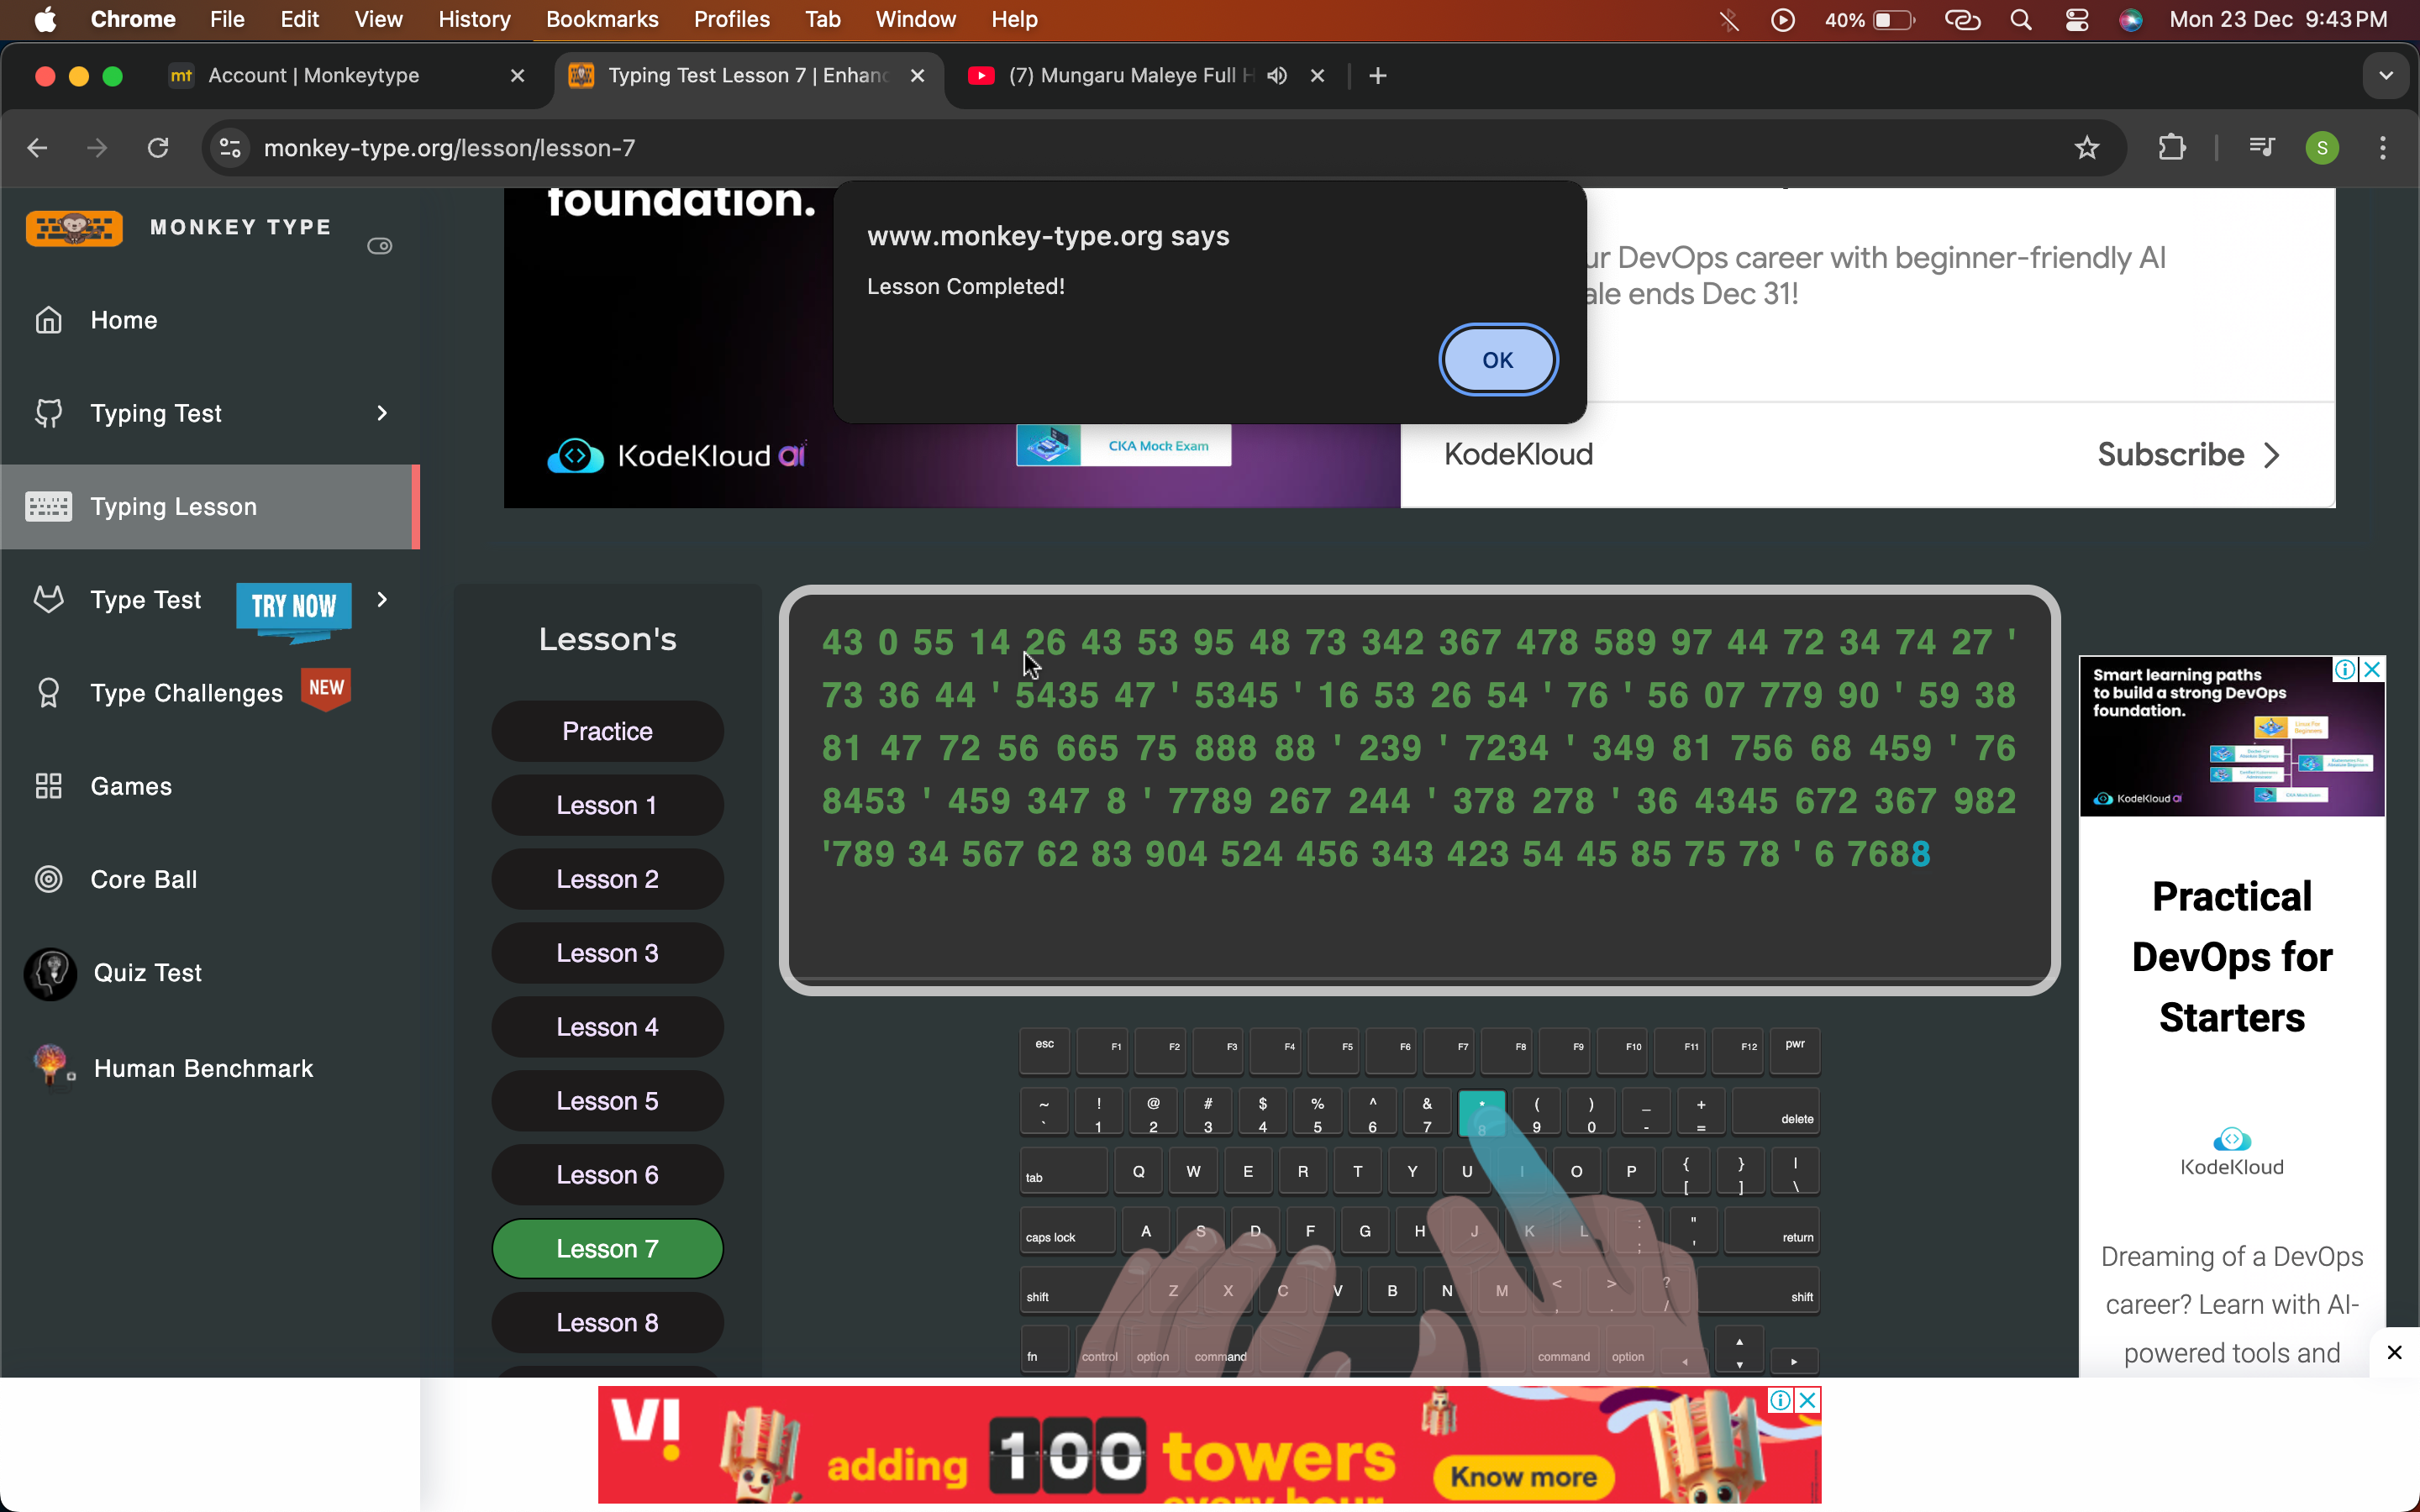 Chrome File Edit View History Bookmarks Profiles Tab Window Help 40% Mon 23 Dec 9:43 PM
mt Account | Monkeytype Typing Test Lesson 7 | Enhanc (7) Mungaru Maleye Full H
monkey-type.org/lesson/lesson-7 S
MONKEY TYPE
Home
Typing Test
Typing Lesson
Type Test TRY NOW
Type Challenges NEW
Games
Core Ball
Quiz Test
Human Benchmark
foundation.
KodeKloud ai
CKA Mock Exam
www.monkey-type.org says
Lesson Completed!
OK
ur DevOps career with beginner-friendly AI
ale ends Dec 31!
KodeKloud Subscribe
Lesson's
Practice
Lesson 1
Lesson 2
Lesson 3
Lesson 4
Lesson 5
Lesson 6
Lesson 7
Lesson 8
43 0 55 14 26 43 53 95 48 73 342 367 478 589 97 44 72 34 74 27 '
73 36 44 ' 5435 47 ' 5345 ' 16 53 26 54 ' 76 ' 56 07 779 90 ' 59 38
81 47 72 56 665 75 888 88 ' 239 ' 7234 ' 349 81 756 68 459 ' 76
8453 ' 459 347 8 ' 7789 267 244 ' 378 278 ' 36 4345 672 367 982
'789 34 567 62 83 904 524 456 343 423 54 45 85 75 78 ' 6 7688
esc F1 F2 F3 F4 F5 F6 F7 F8 F9 F10 F11 F12 pwr
~ ! @ # $ % ^ & * ( ) _ +
` 1 2 3 4 5 6 7 8 9 0 - = delete
tab Q W E R T Y U I O P { [ } ] | \
caps lock A S D F G H J K L : ; " ' return
shift Z X C V B N M < , > . ? / shift
fn control option command command option
Smart learning paths
to build a strong DevOps
foundation.
KodeKloud
Practical
DevOps for
Starters
KodeKloud
Dreaming of a DevOps
career? Learn with AI-
powered tools and
VI adding 100 towers
every hour
Know more